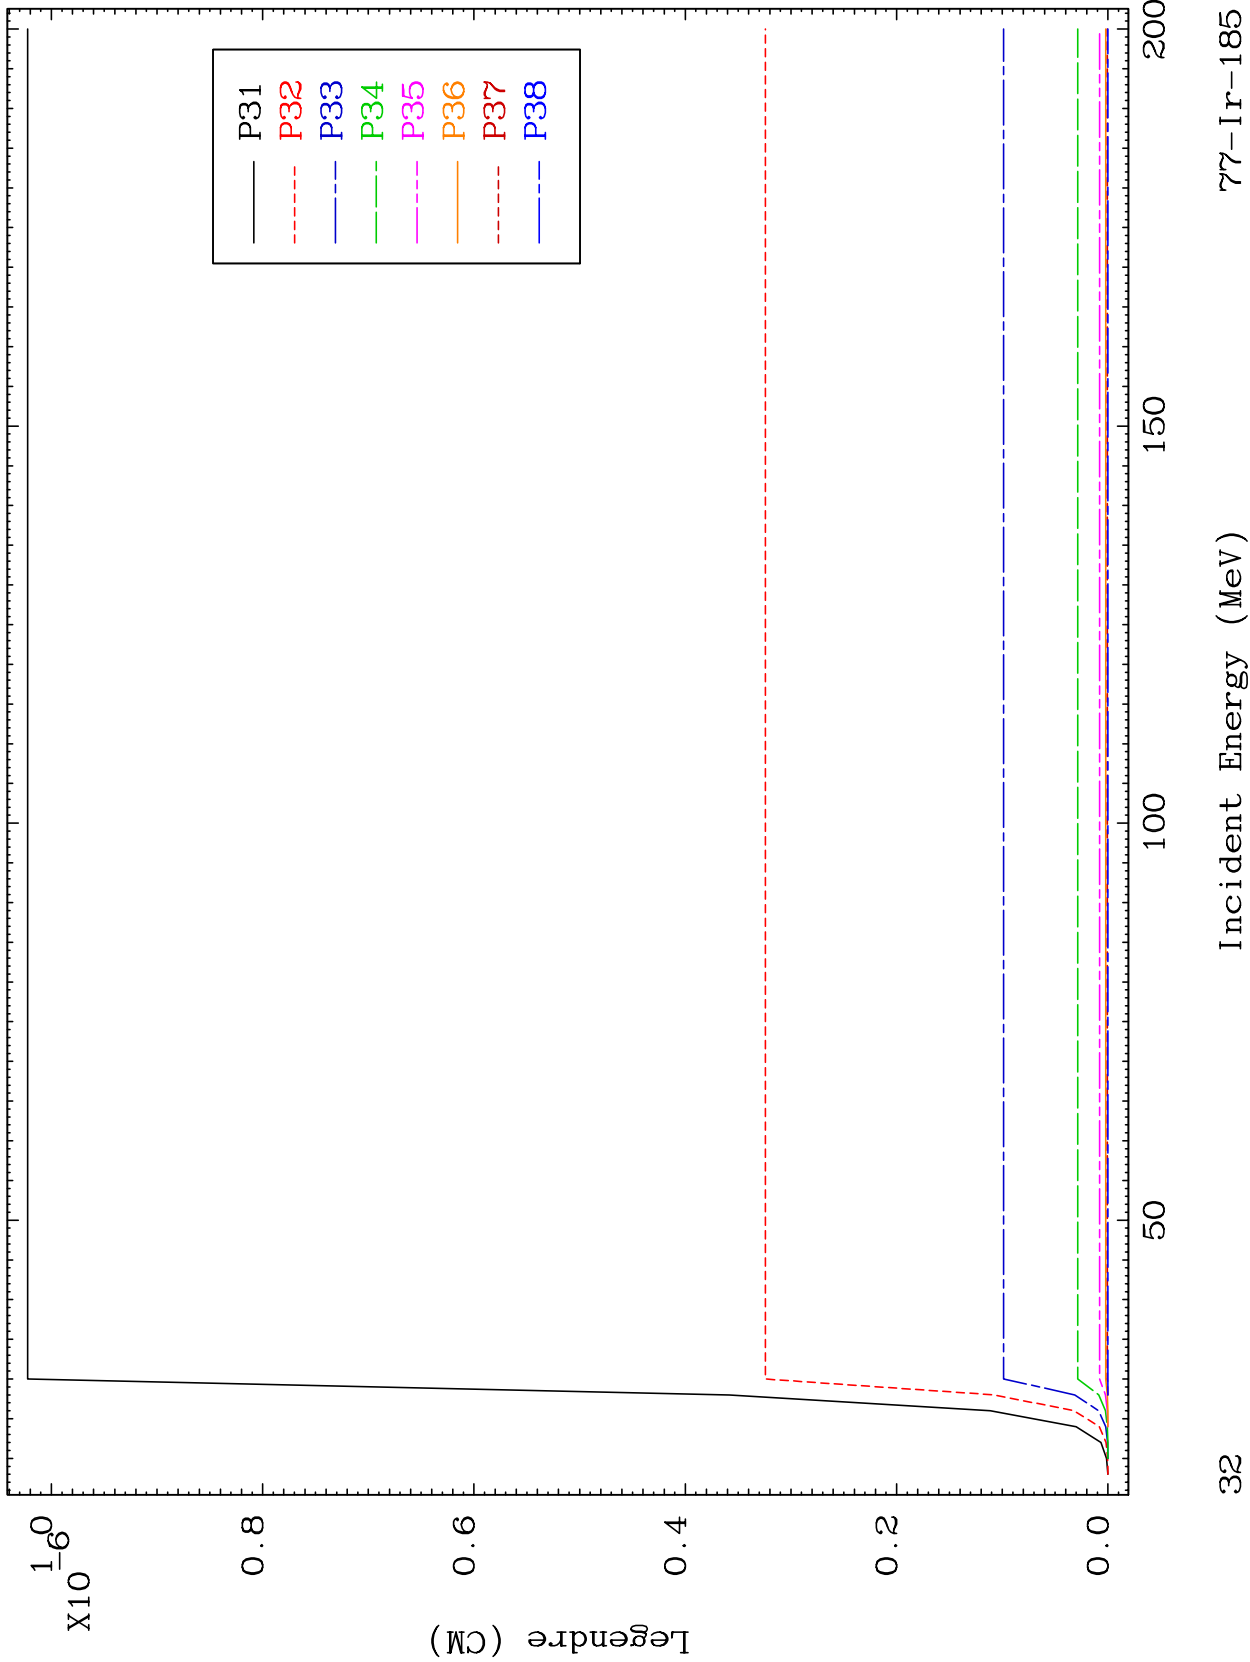 P31
P32
P33
P34
P35
P36
P37
P38
1.0
X10-6
0.8
0.6
0.4
0.2
0.0
Legendre (CM)
50
100
150
200
Incident Energy (MeV)
32
77-Ir-185